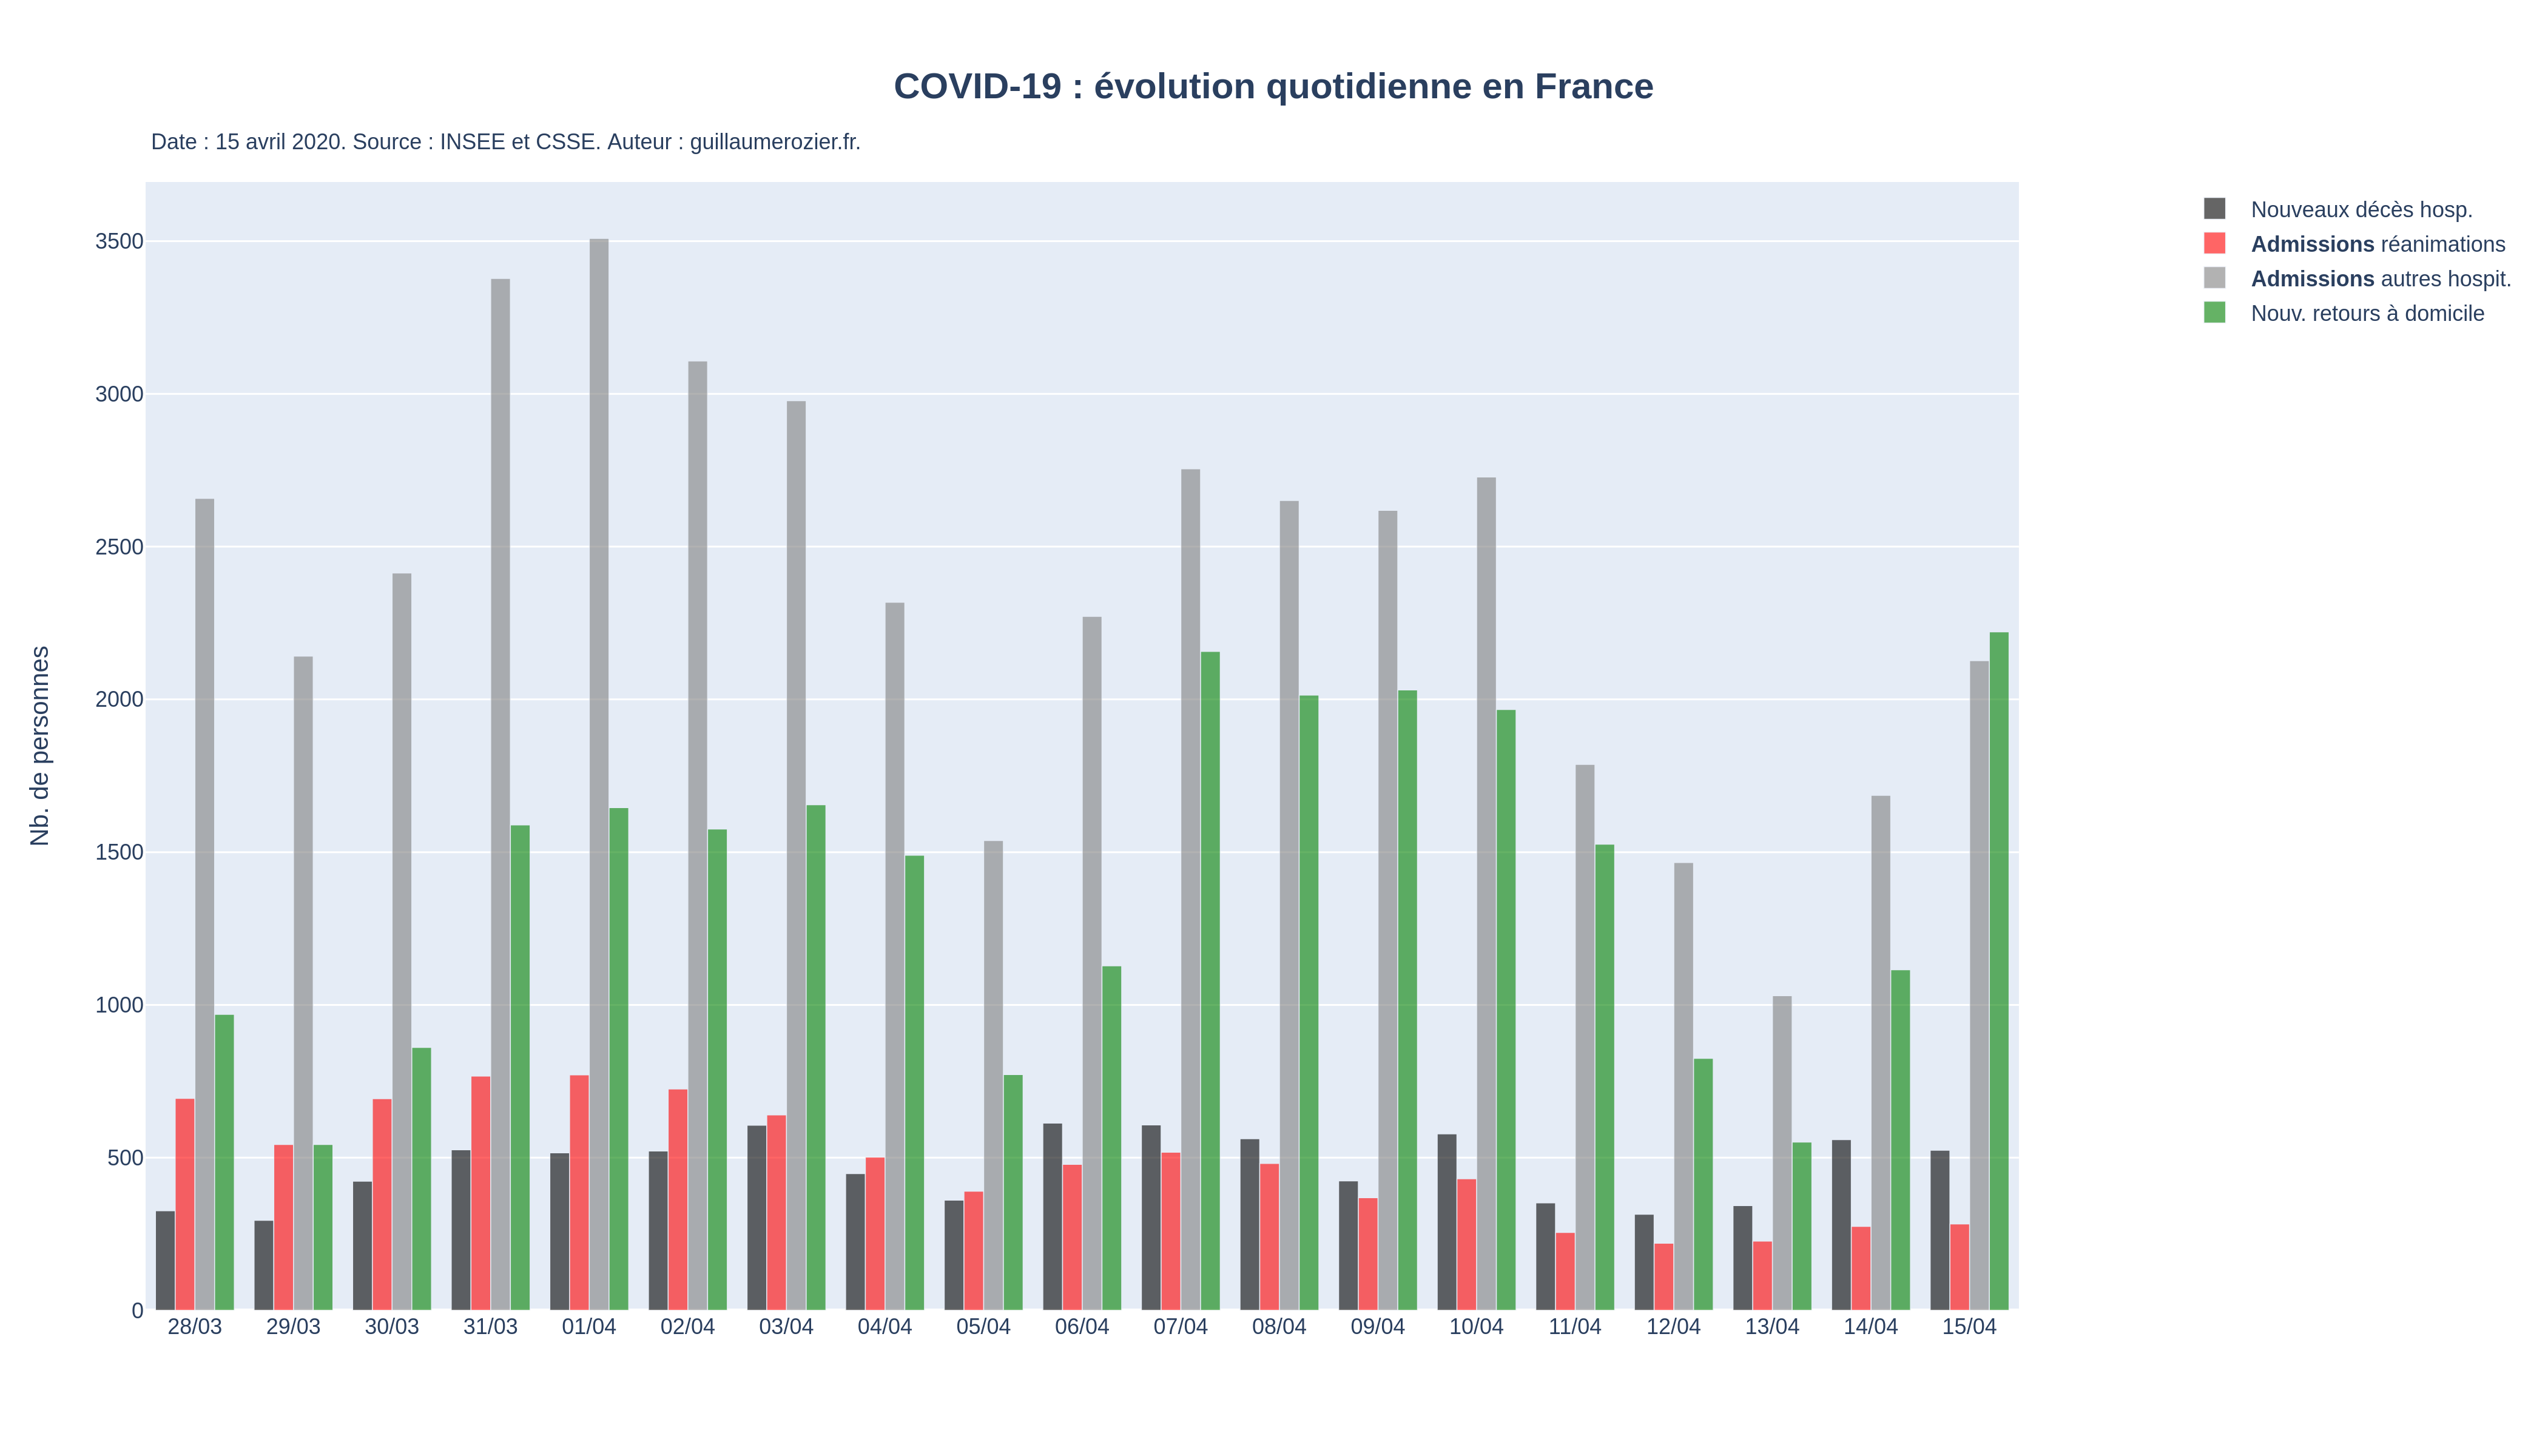 COVID-19 : évolution quotidienne en France
Date : 15 avril 2020. Source : INSEE et CSSE. Auteur : guillaumerozier.fr.
Nouveaux décès hosp.
Admissions réanimations
Admissions autres hospit.
Nouv. retours à domicile
Nb. de personnes
3500
3000
2500
2000
1500
1000
500
0
28/03 29/03 30/03 31/03 01/04 02/04 03/04 04/04 05/04 06/04 07/04 08/04 09/04 10/04 11/04 12/04 13/04 14/04 15/04